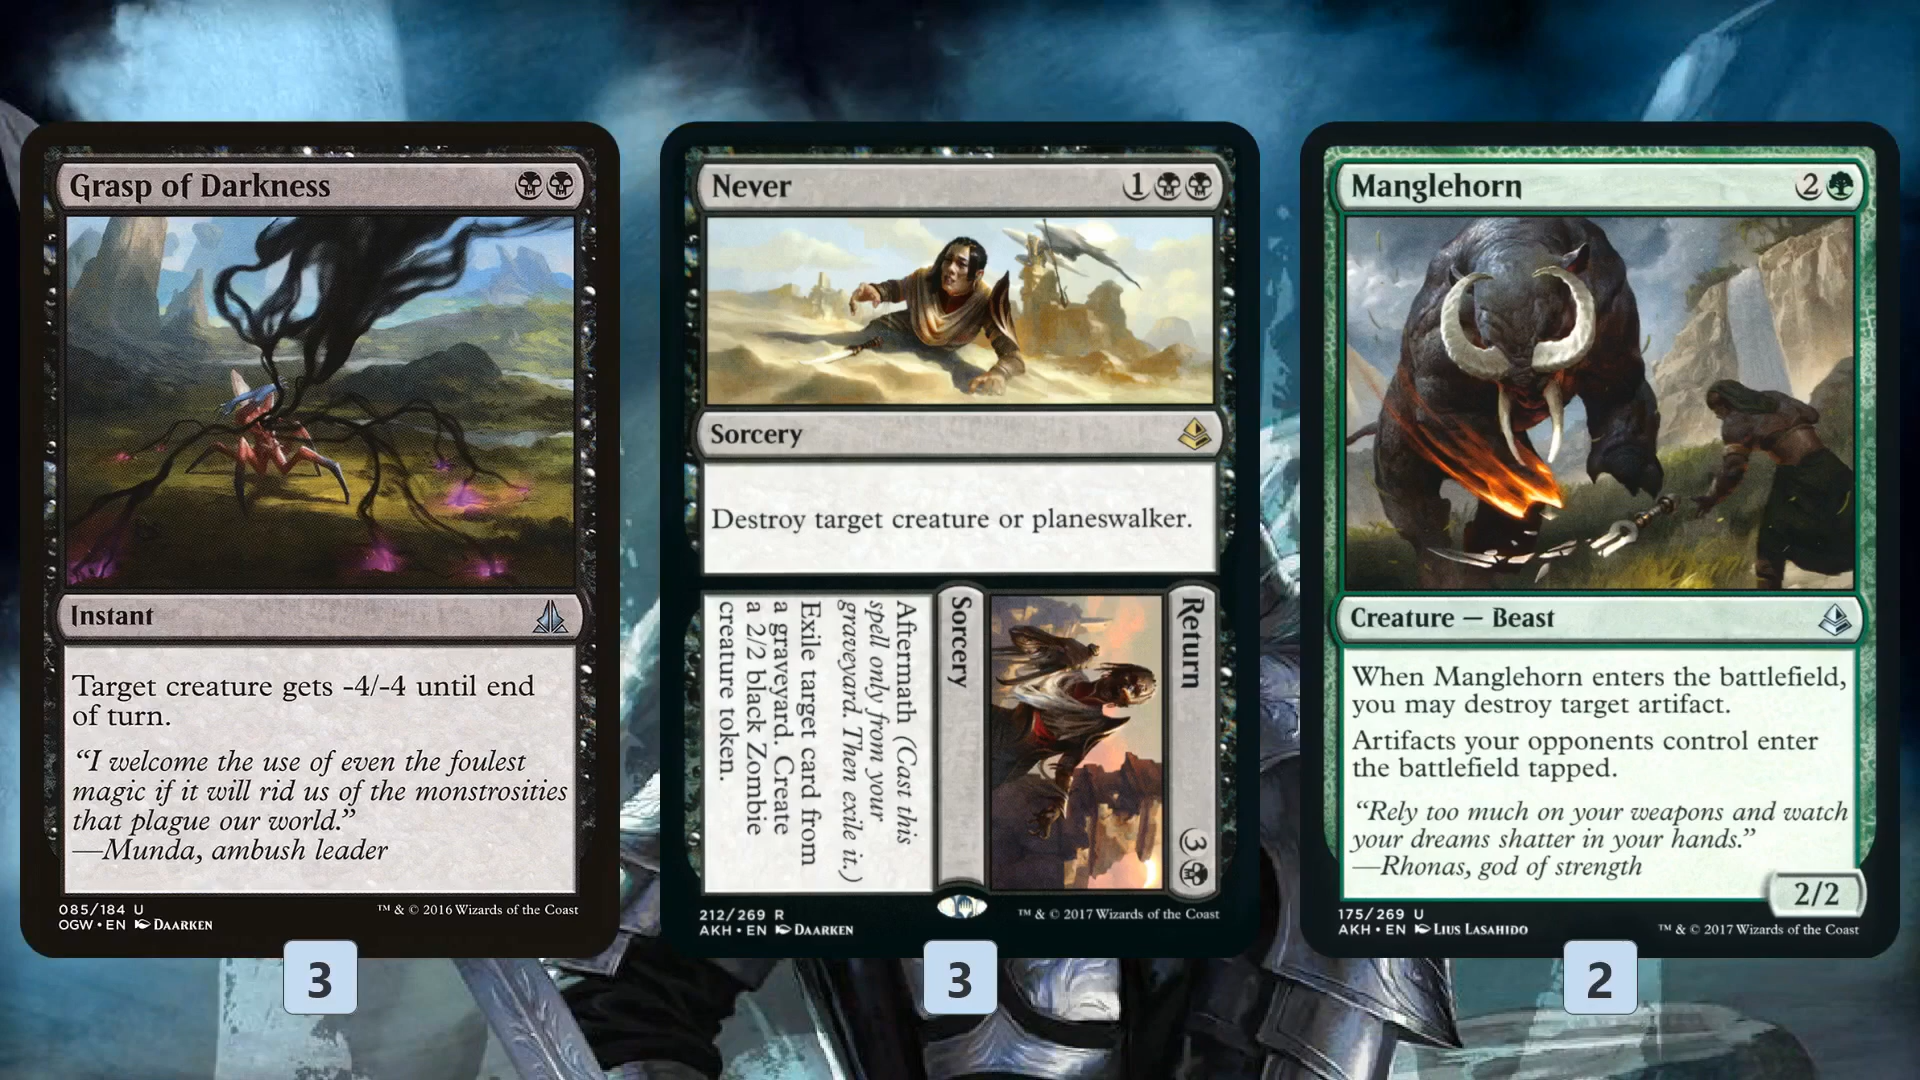 Grasp of Darkness
Instant
Target creature gets -4/-4 until end
of turn.
“I welcome the use of even the foulest
magic if it will rid us of the monstrosities
that plague our world.”
—Munda, ambush leader
085/184 U
OGW • EN DAARKEN
™ & © 2016 Wizards of the Coast
3
Never
1
Sorcery
Destroy target creature or planeswalker.
Return
3
Sorcery
Aftermath (Cast this
spell only from your
graveyard. Then exile it.)
Exile target card from
a graveyard. Create
a 2/2 black Zombie
creature token.
212/269 R
AKH • EN DAARKEN
™ & © 2017 Wizards of the Coast
3
Manglehorn
2
Creature — Beast
When Manglehorn enters the battlefield,
you may destroy target artifact.
Artifacts your opponents control enter
the battlefield tapped.
“Rely too much on your weapons and watch
your dreams shatter in your hands.”
—Rhonas, god of strength
2/2
175/269 U
AKH • EN LIUS LASAHIDO
™ & © 2017 Wizards of the Coast
2